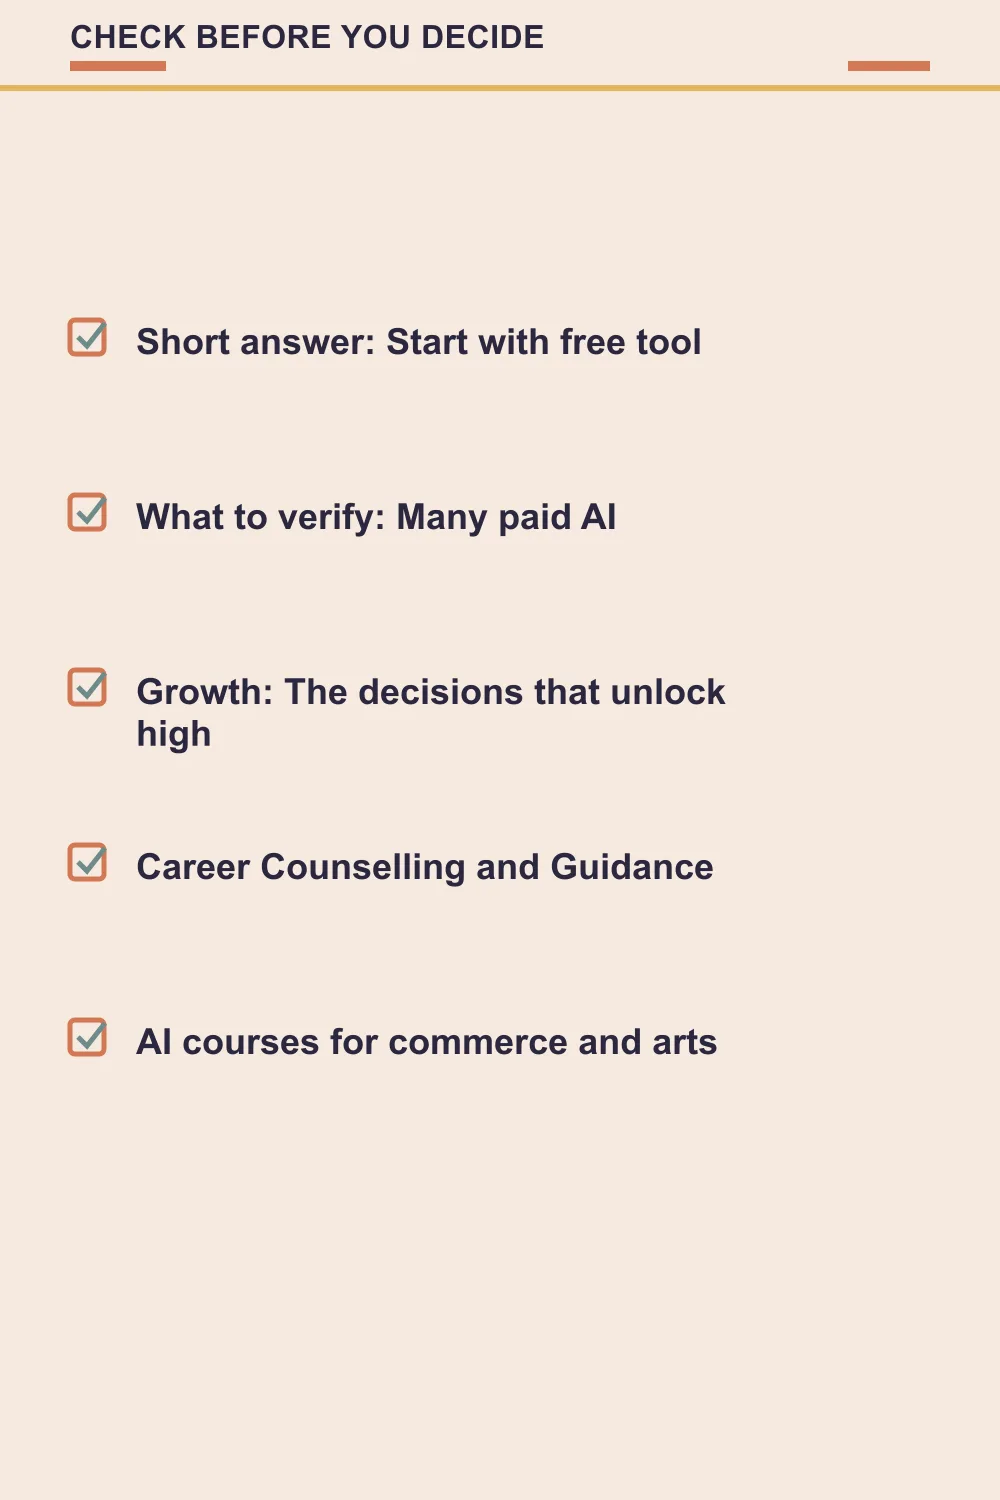 CHECK BEFORE YOU DECIDE
Short answer: Start with free tool
What to verify: Many paid AI
Growth: The decisions that unlock
high
Career Counselling and Guidance
AI courses for commerce and arts